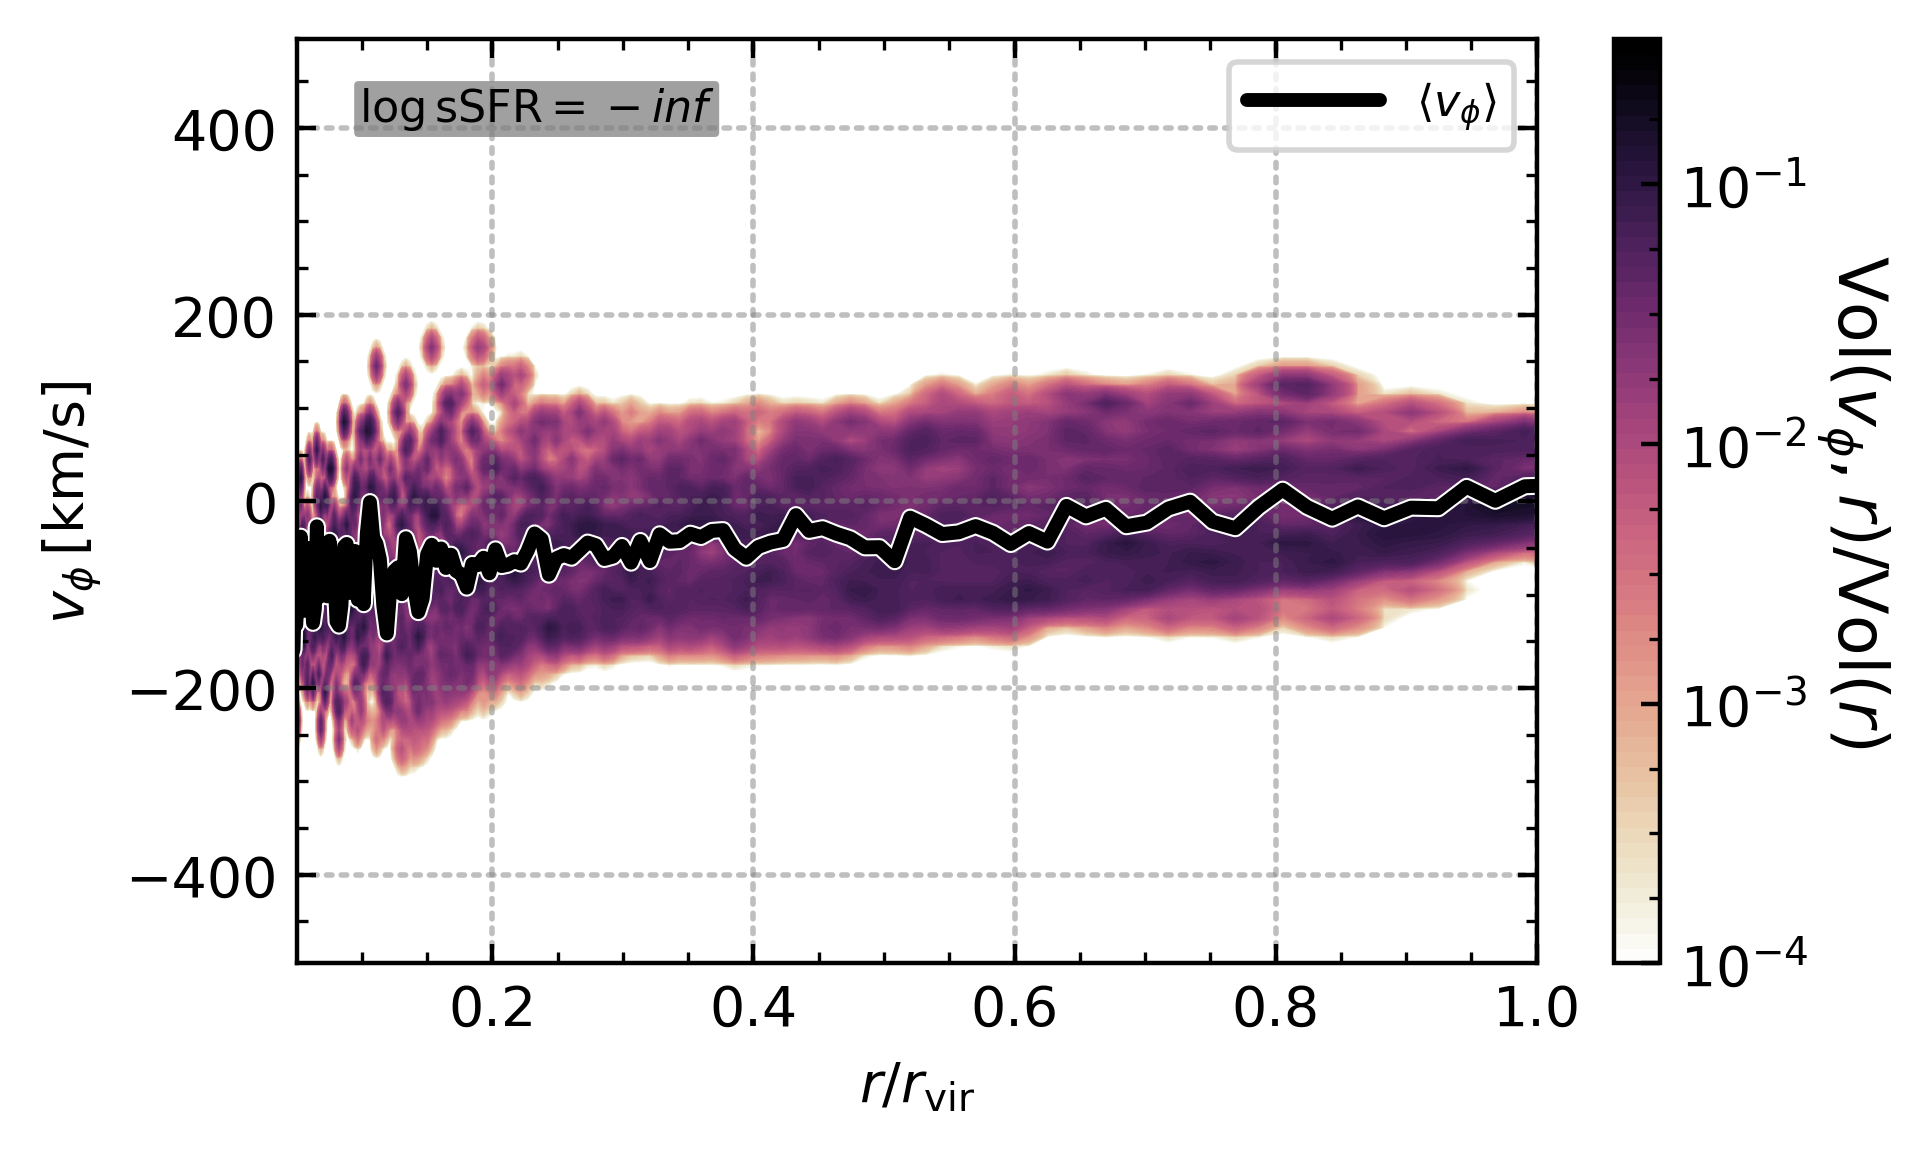 log sSFR = −inf
⟨v_ϕ⟩
400
200
0
−200
−400
v_ϕ [km/s]
0.2 0.4 0.6 0.8 1.0
r/r_vir
10^{−1}
10^{−2}
10^{−3}
10^{−4}
Vol(v_ϕ, r)/Vol(r)